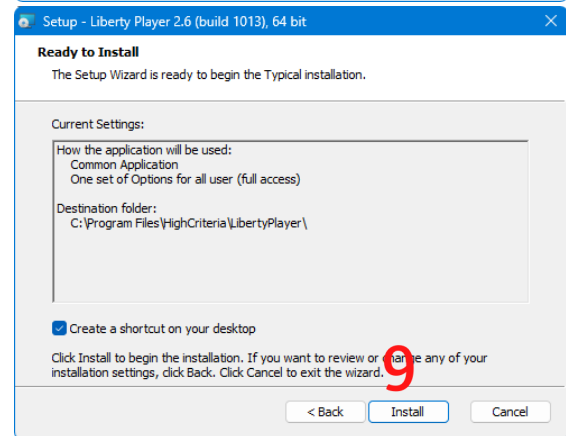 Setup - Liberty Player 2.6 (build 1013), 64 bit
Ready to Install
The Setup Wizard is ready to begin the Typical installation.
Current Settings:
How the application will be used:
Common Application
One set of Options for all user (full access)
Destination folder:
C:\Program Files\HighCriteria\LibertyPlayer\
Create a shortcut on your desktop
Click Install to begin the installation. If you want to review or change any of your
installation settings, click Back. Click Cancel to exit the wizard.
9
< Back Install Cancel